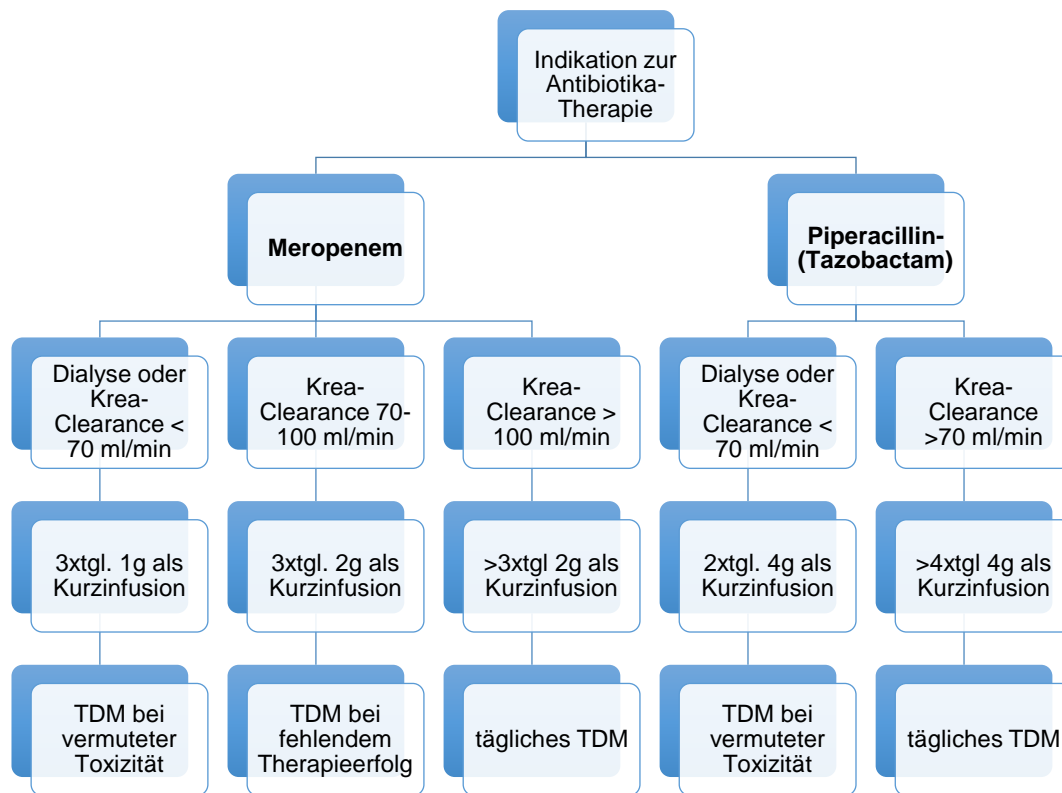 Indikation zur
Antibiotika-
Therapie
Meropenem
Piperacillin-
(Tazobactam)
Dialyse oder
Krea-
Clearance <
70 ml/min
Krea-
Clearance 70-
100 ml/min
Krea-
Clearance >
100 ml/min
Dialyse oder
Krea-
Clearance <
70 ml/min
Krea-
Clearance
>70 ml/min
3xtgl. 1g als
Kurzinfusion
3xtgl. 2g als
Kurzinfusion
>3xtgl 2g als
Kurzinfusion
2xtgl. 4g als
Kurzinfusion
>4xtgl 4g als
Kurzinfusion
TDM bei
vermuteter
Toxizität
TDM bei
fehlendem
Therapieerfolg
tägliches TDM
TDM bei
vermuteter
Toxizität
tägliches TDM